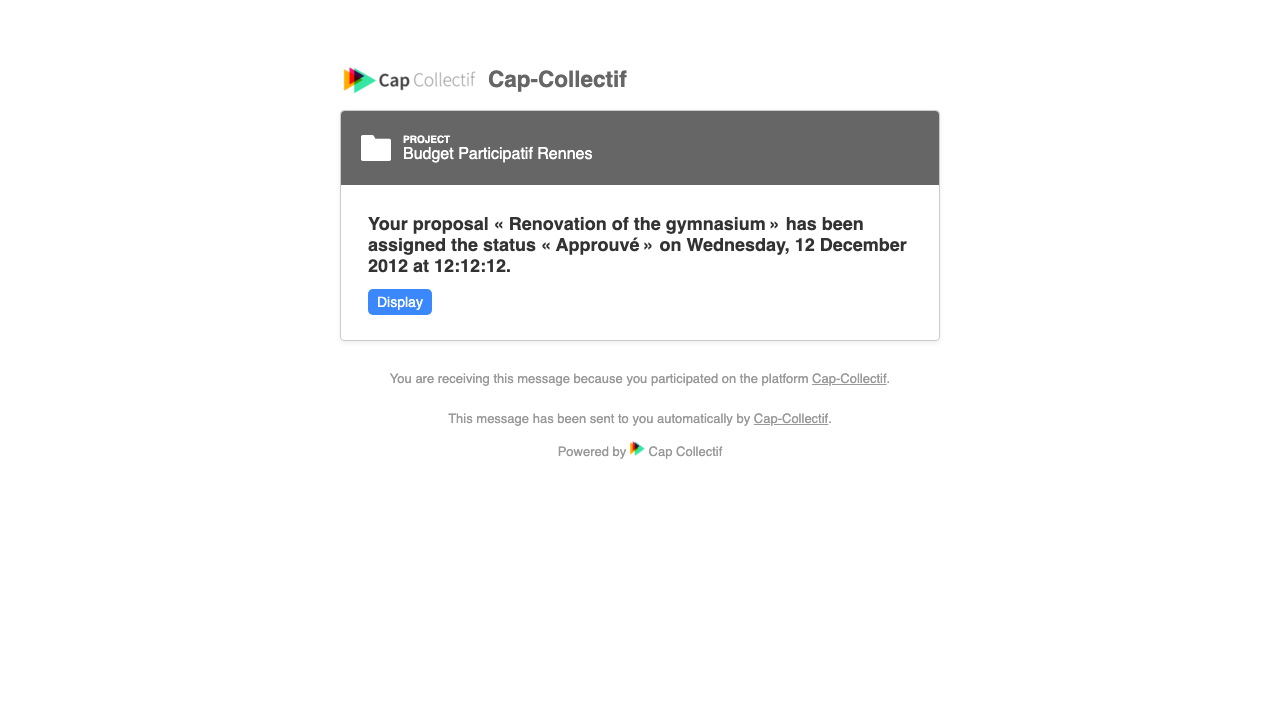 Cap Collectif Cap-Collectif
PROJECT
Budget Participatif Rennes
Your proposal « Renovation of the gymnasium » has been
assigned the status « Approuvé » on Wednesday, 12 December
2012 at 12:12:12.
Display
You are receiving this message because you participated on the platform Cap-Collectif.
This message has been sent to you automatically by Cap-Collectif.
Powered by Cap Collectif